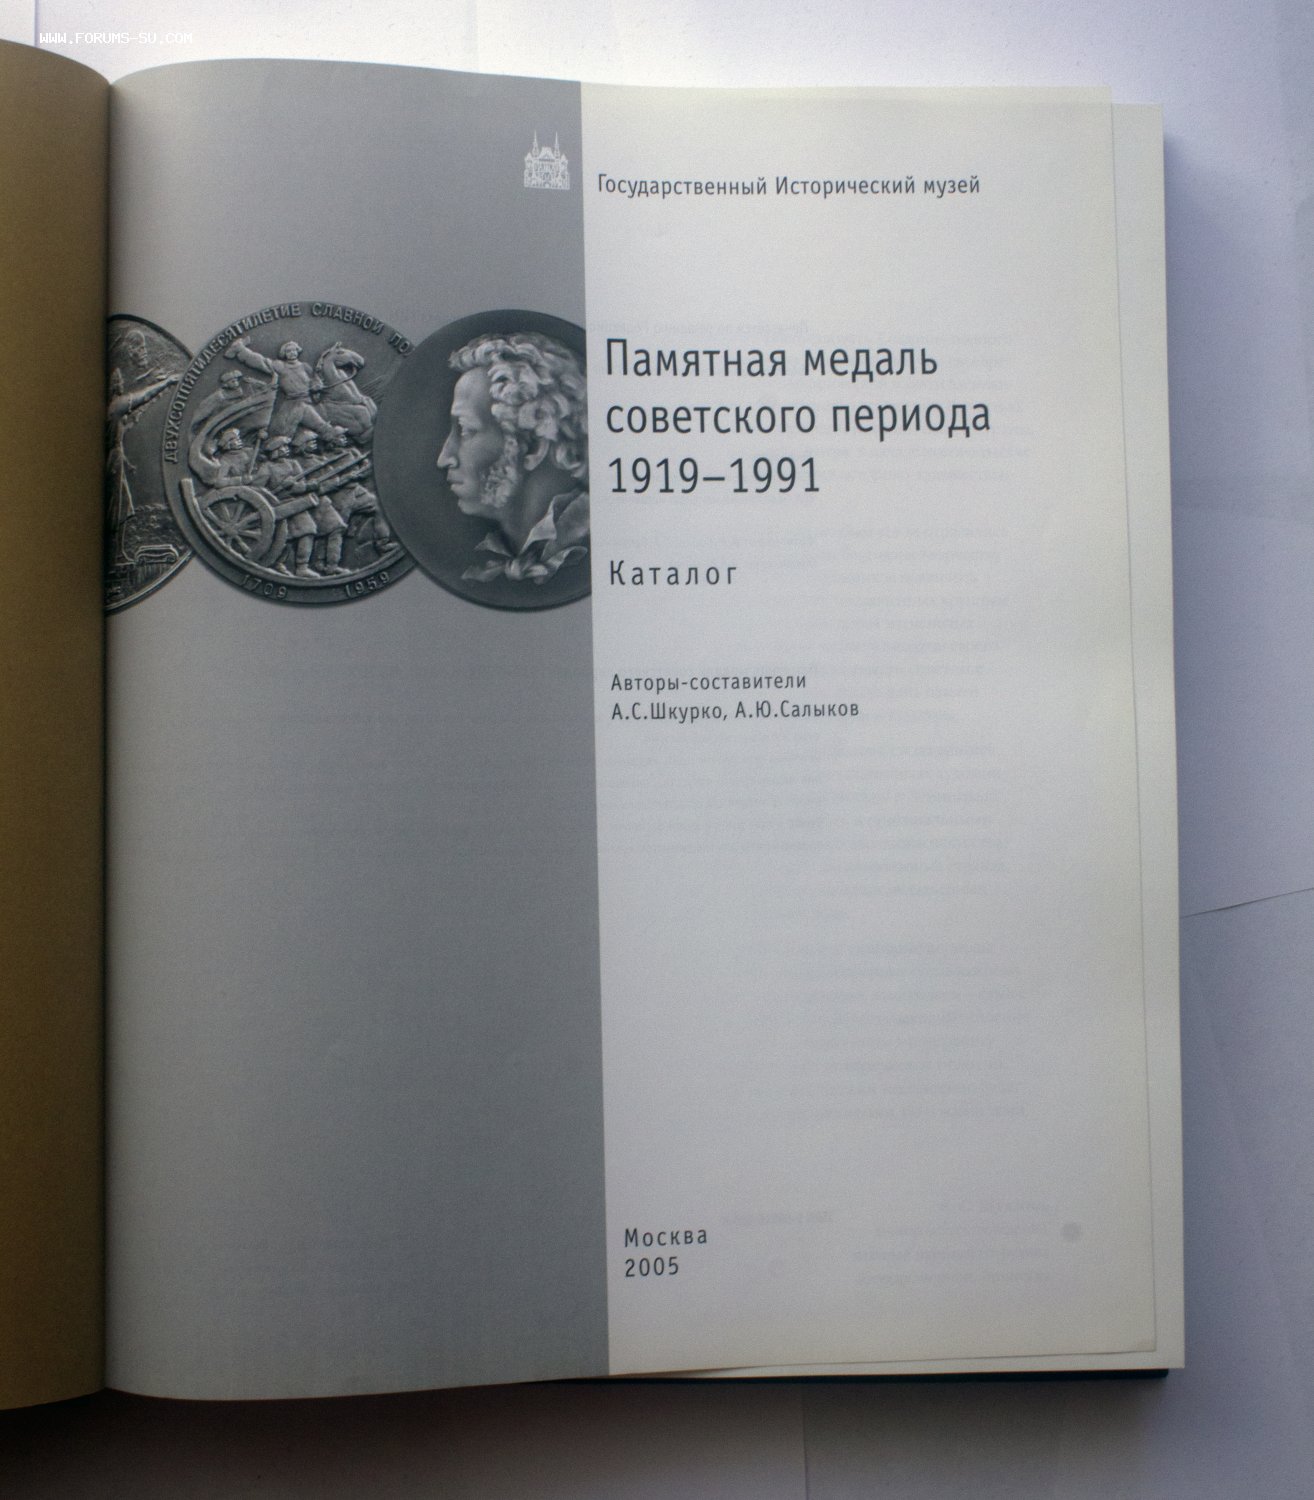 WWW.FORUMS-SU.COM
Государственный Исторический музей
ДВУХСОТПЯТИДЕСЯТИЛЕТИЕ СЛАВНОЙ ПО
1709 1959
Памятная медаль
советского периода
1919–1991
Каталог
Авторы-составители
А.С.Шкурко, А.Ю.Салыков
Москва
2005